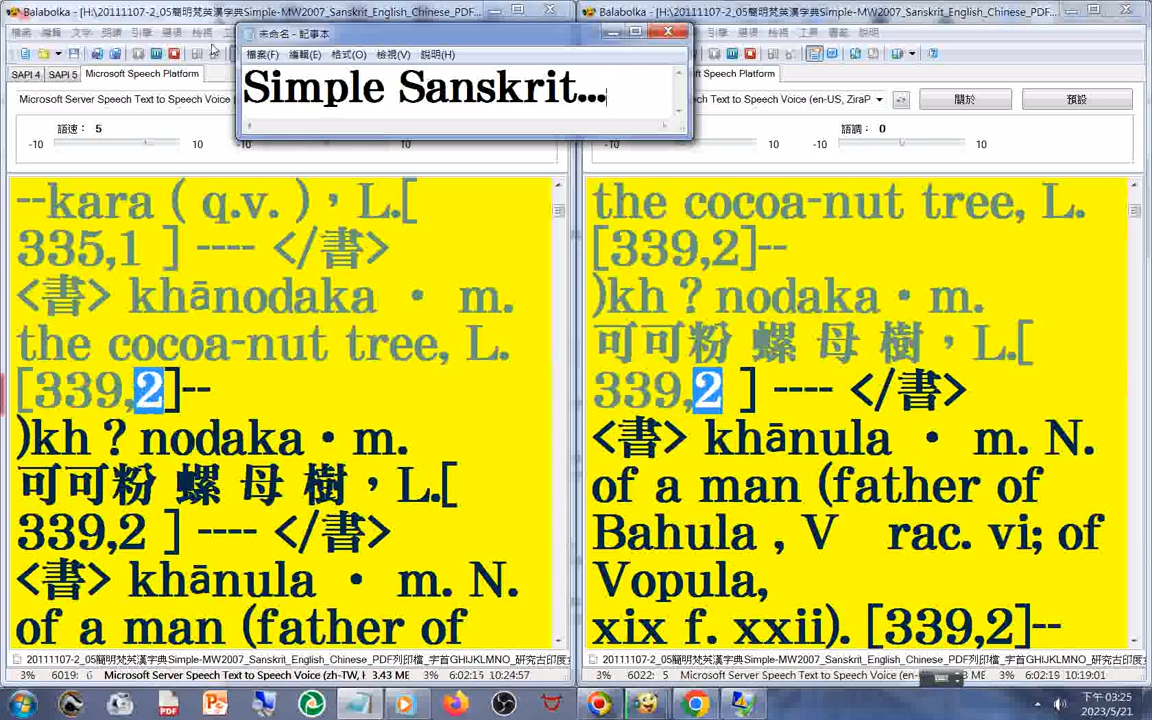 Balabolka - [H:\20111107-2_05簡明梵英漢字典Simple-MW2007_Sanskrit_English_Chinese_PDF...
Balabolka - [H:\20111107-2_05簡明梵英漢字典Simple-MW2007_Sanskrit_English_Chinese_PDF...
未命名 - 記事本
檔案(F) 編輯(E) 格式(O) 檢視(V) 說明(H)
Simple Sanskrit...
SAPI 4 SAPI 5 Microsoft Speech Platform
Speech Platform
Microsoft Server Speech Text to Speech Voice (
ch Text to Speech Voice (en-US, ZiraP
關於
預設
語速： 5
語調： 0
-10 10 -10 10
-10 10 -10 10
--kara ( q.v. )，L.[
335,1 ] ---- </書>
<書> khānodaka • m.
the cocoa-nut tree, L.
[339,2]--
)kh？nodaka•m.
可可粉 螺 母 樹，L.[
339,2 ] ---- </書>
<書> khānula • m. N.
of a man (father of
the cocoa-nut tree, L.
[339,2]--
)kh？nodaka•m.
可可粉 螺 母 樹，L.[
339,2 ] ---- </書>
<書> khānula • m. N.
of a man (father of
Bahula , V rac. vi; of
Vopula,
xix f. xxii). [339,2]--
20111107-2_05簡明梵英漢字典Simple-MW2007_Sanskrit_English_Chinese_PDF列印檔_字首GHIJKLMNO_研究古印度
20111107-2_05簡明梵英漢字典Simple-MW2007_Sanskrit_English_Chinese_PDF列印檔_字首GHIJKLMNO_研究古印度
3% 6019: 6 Microsoft Server Speech Text to Speech Voice (zh-TW, 3.43 ME 3% 6:02:15 10:24:57
3% 6022: 5 Microsoft Server Speech Text to Speech Voice 3% 6:02:15 10:19:01
下午 03:25
2023/5/21